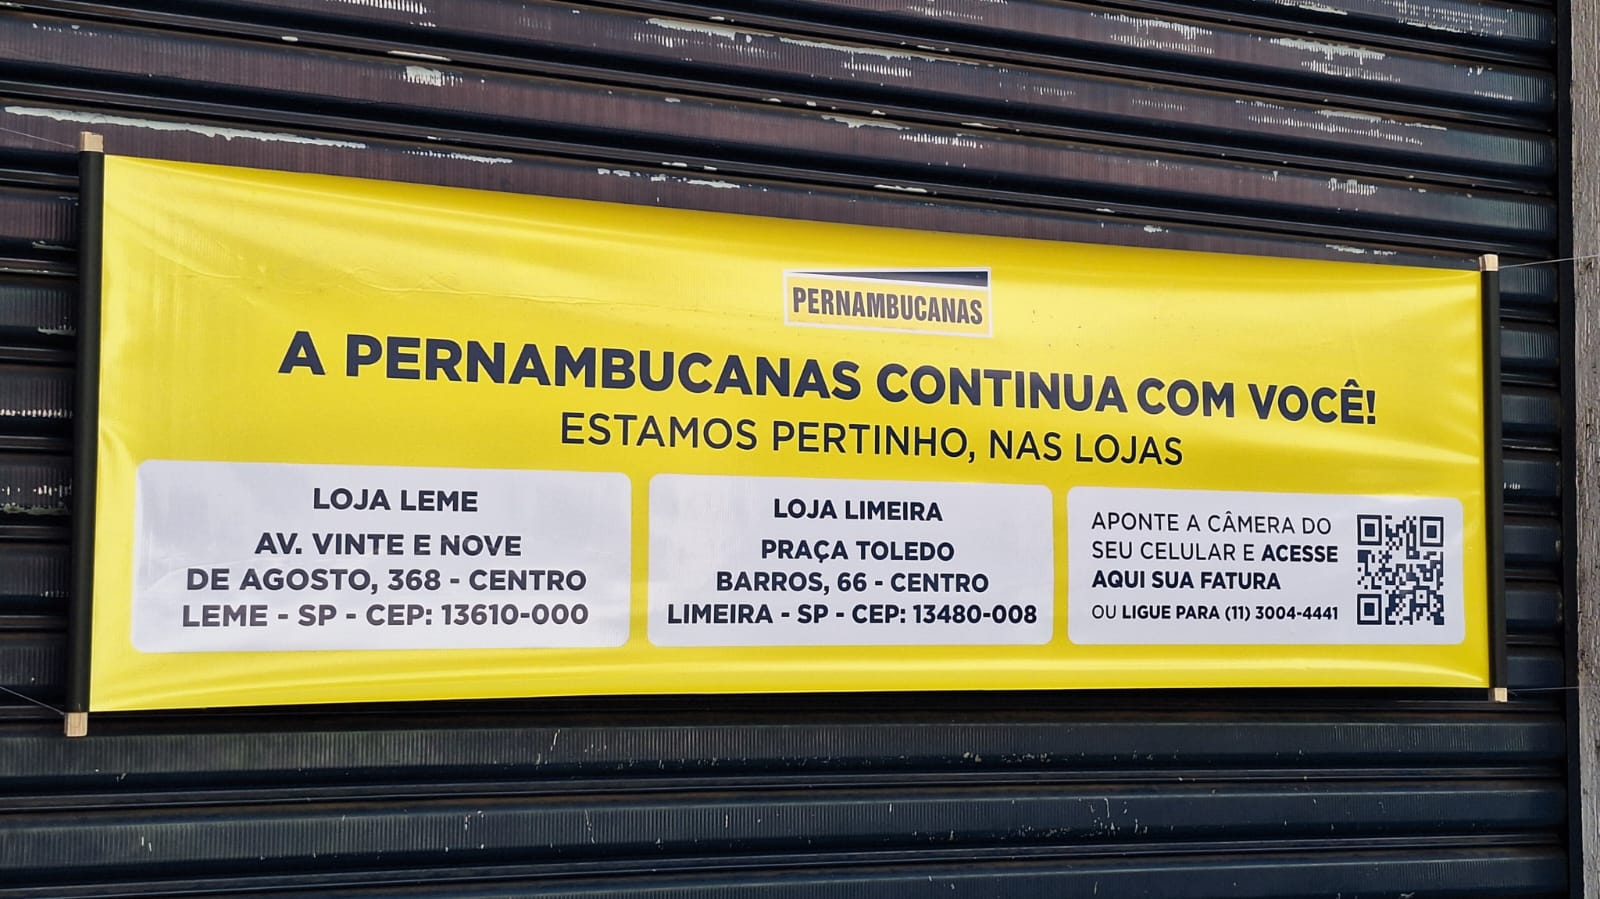 PERNAMBUCANAS
A PERNAMBUCANAS CONTINUA COM VOCÊ!
ESTAMOS PERTINHO, NAS LOJAS
LOJA LEME
AV. VINTE E NOVE
DE AGOSTO, 368 - CENTRO
LEME - SP - CEP: 13610-000
LOJA LIMEIRA
PRAÇA TOLEDO
BARROS, 66 - CENTRO
LIMEIRA - SP - CEP: 13480-008
APONTE A CÂMERA DO
SEU CELULAR E ACESSE
AQUI SUA FATURA
OU LIGUE PARA (11) 3004-4441